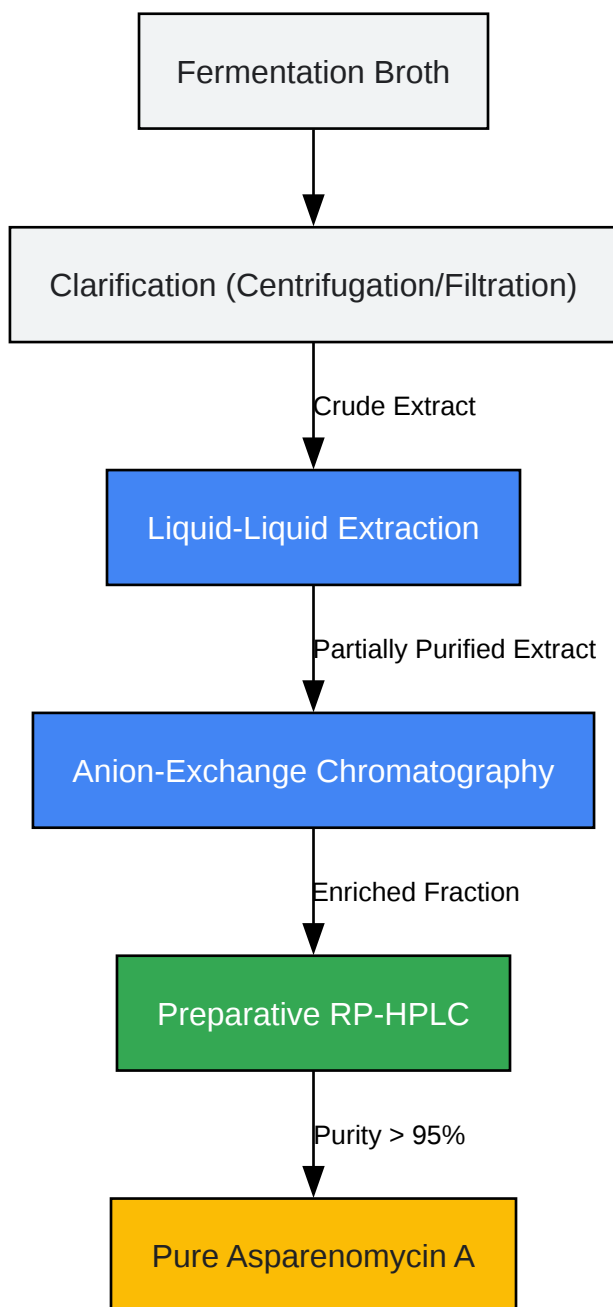 Fermentation Broth
Clarification (Centrifugation/Filtration)
Crude Extract
Liquid-Liquid Extraction
Partially Purified Extract
Anion-Exchange Chromatography
Enriched Fraction
Preparative RP-HPLC
Purity > 95%
Pure Asparenomycin A